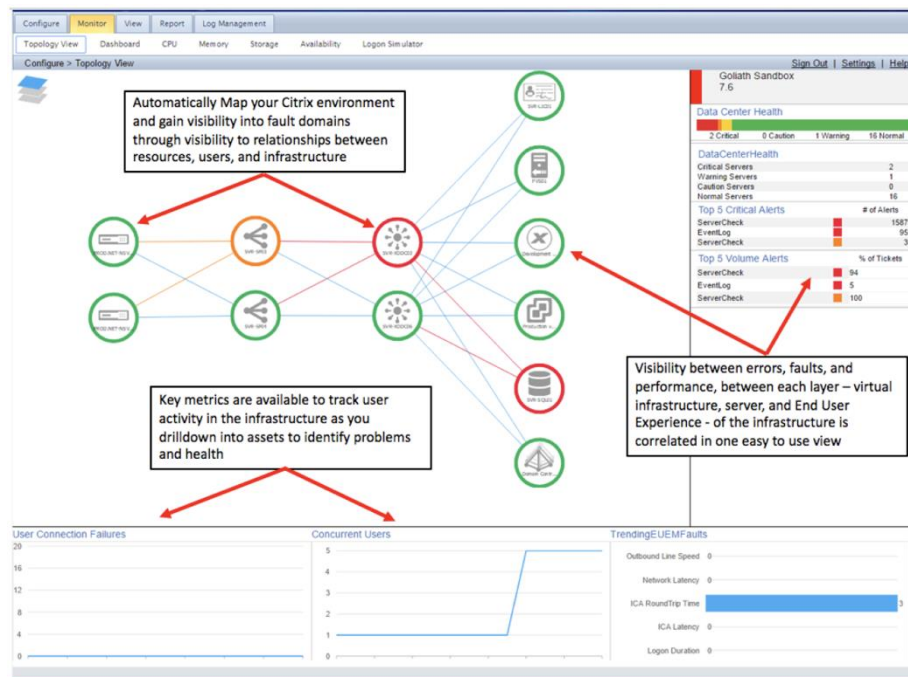 Configure Monitor View Report Log Management
Topology View Dashboard CPU Memory Storage Availability Logon Simulator
Configure > Topology View Sign Out | Settings | Help
Goliath Sandbox
7.6
Automatically Map your Citrix environment
and gain visibility into fault domains
through visibility to relationships between
resources, users, and infrastructure
Data Center Health
2 Critical 0 Caution 1 Warning 16 Normal
DataCenterHealth
Critical Servers 2
Warning Servers 1
Caution Servers 0
Normal Servers 16
Top 5 Critical Alerts # of Alerts
ServerCheck 1587
EventLog 95
ServerCheck 3
Top 5 Volume Alerts % of Tickets
ServerCheck 94
EventLog 5
ServerCheck 100
Development ...
Production v...
Domain Contr...
Visibility between errors, faults, and
performance, between each layer – virtual
infrastructure, server, and End User
Experience - of the infrastructure is
correlated in one easy to use view
Key metrics are available to track user
activity in the infrastructure as you
drilldown into assets to identify problems
and health
User Connection Failures
20
16
12
8
4
0
Concurrent Users
5
4
3
2
1
0
TrendingEUEMFaults
Outbound Line Speed 0
Network Latency 0
ICA RoundTrip Time 3
ICA Latency 0
Logon Duration 0